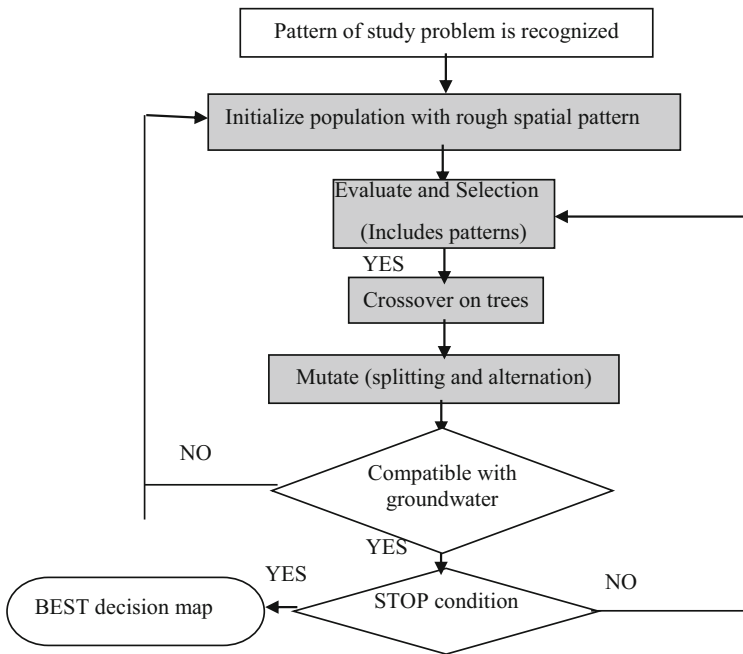 Pattern of study problem is recognized
Initialize population with rough spatial pattern
Evaluate and Selection
(Includes patterns)
YES
Crossover on trees
Mutate (splitting and alternation)
NO
Compatible with
groundwater
YES
YES
NO
BEST decision map
STOP condition